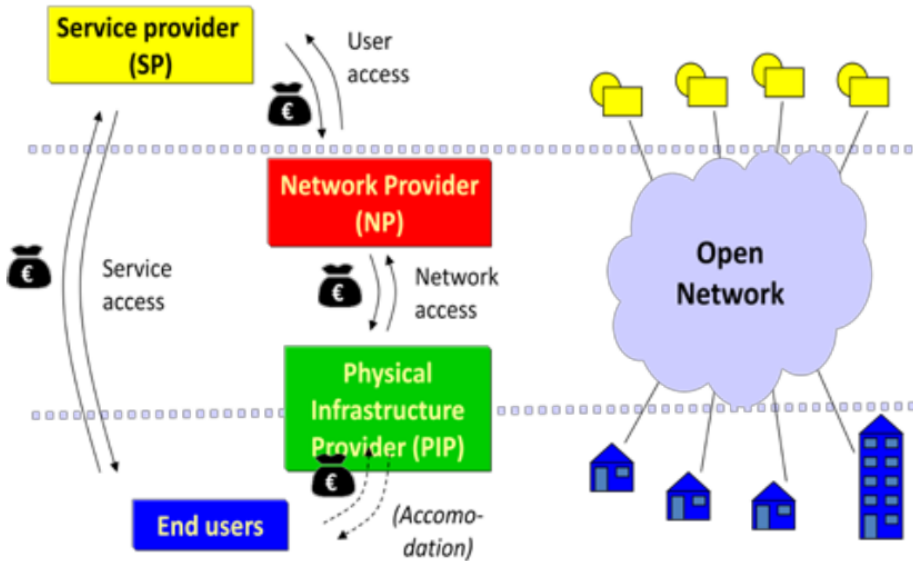 Service provider
(SP)
User
access
€
Network Provider
(NP)
€
Service
access
€
Network
access
Physical
Infrastructure
Provider (PIP)
€
End users
(Accomo-
dation)
Open
Network